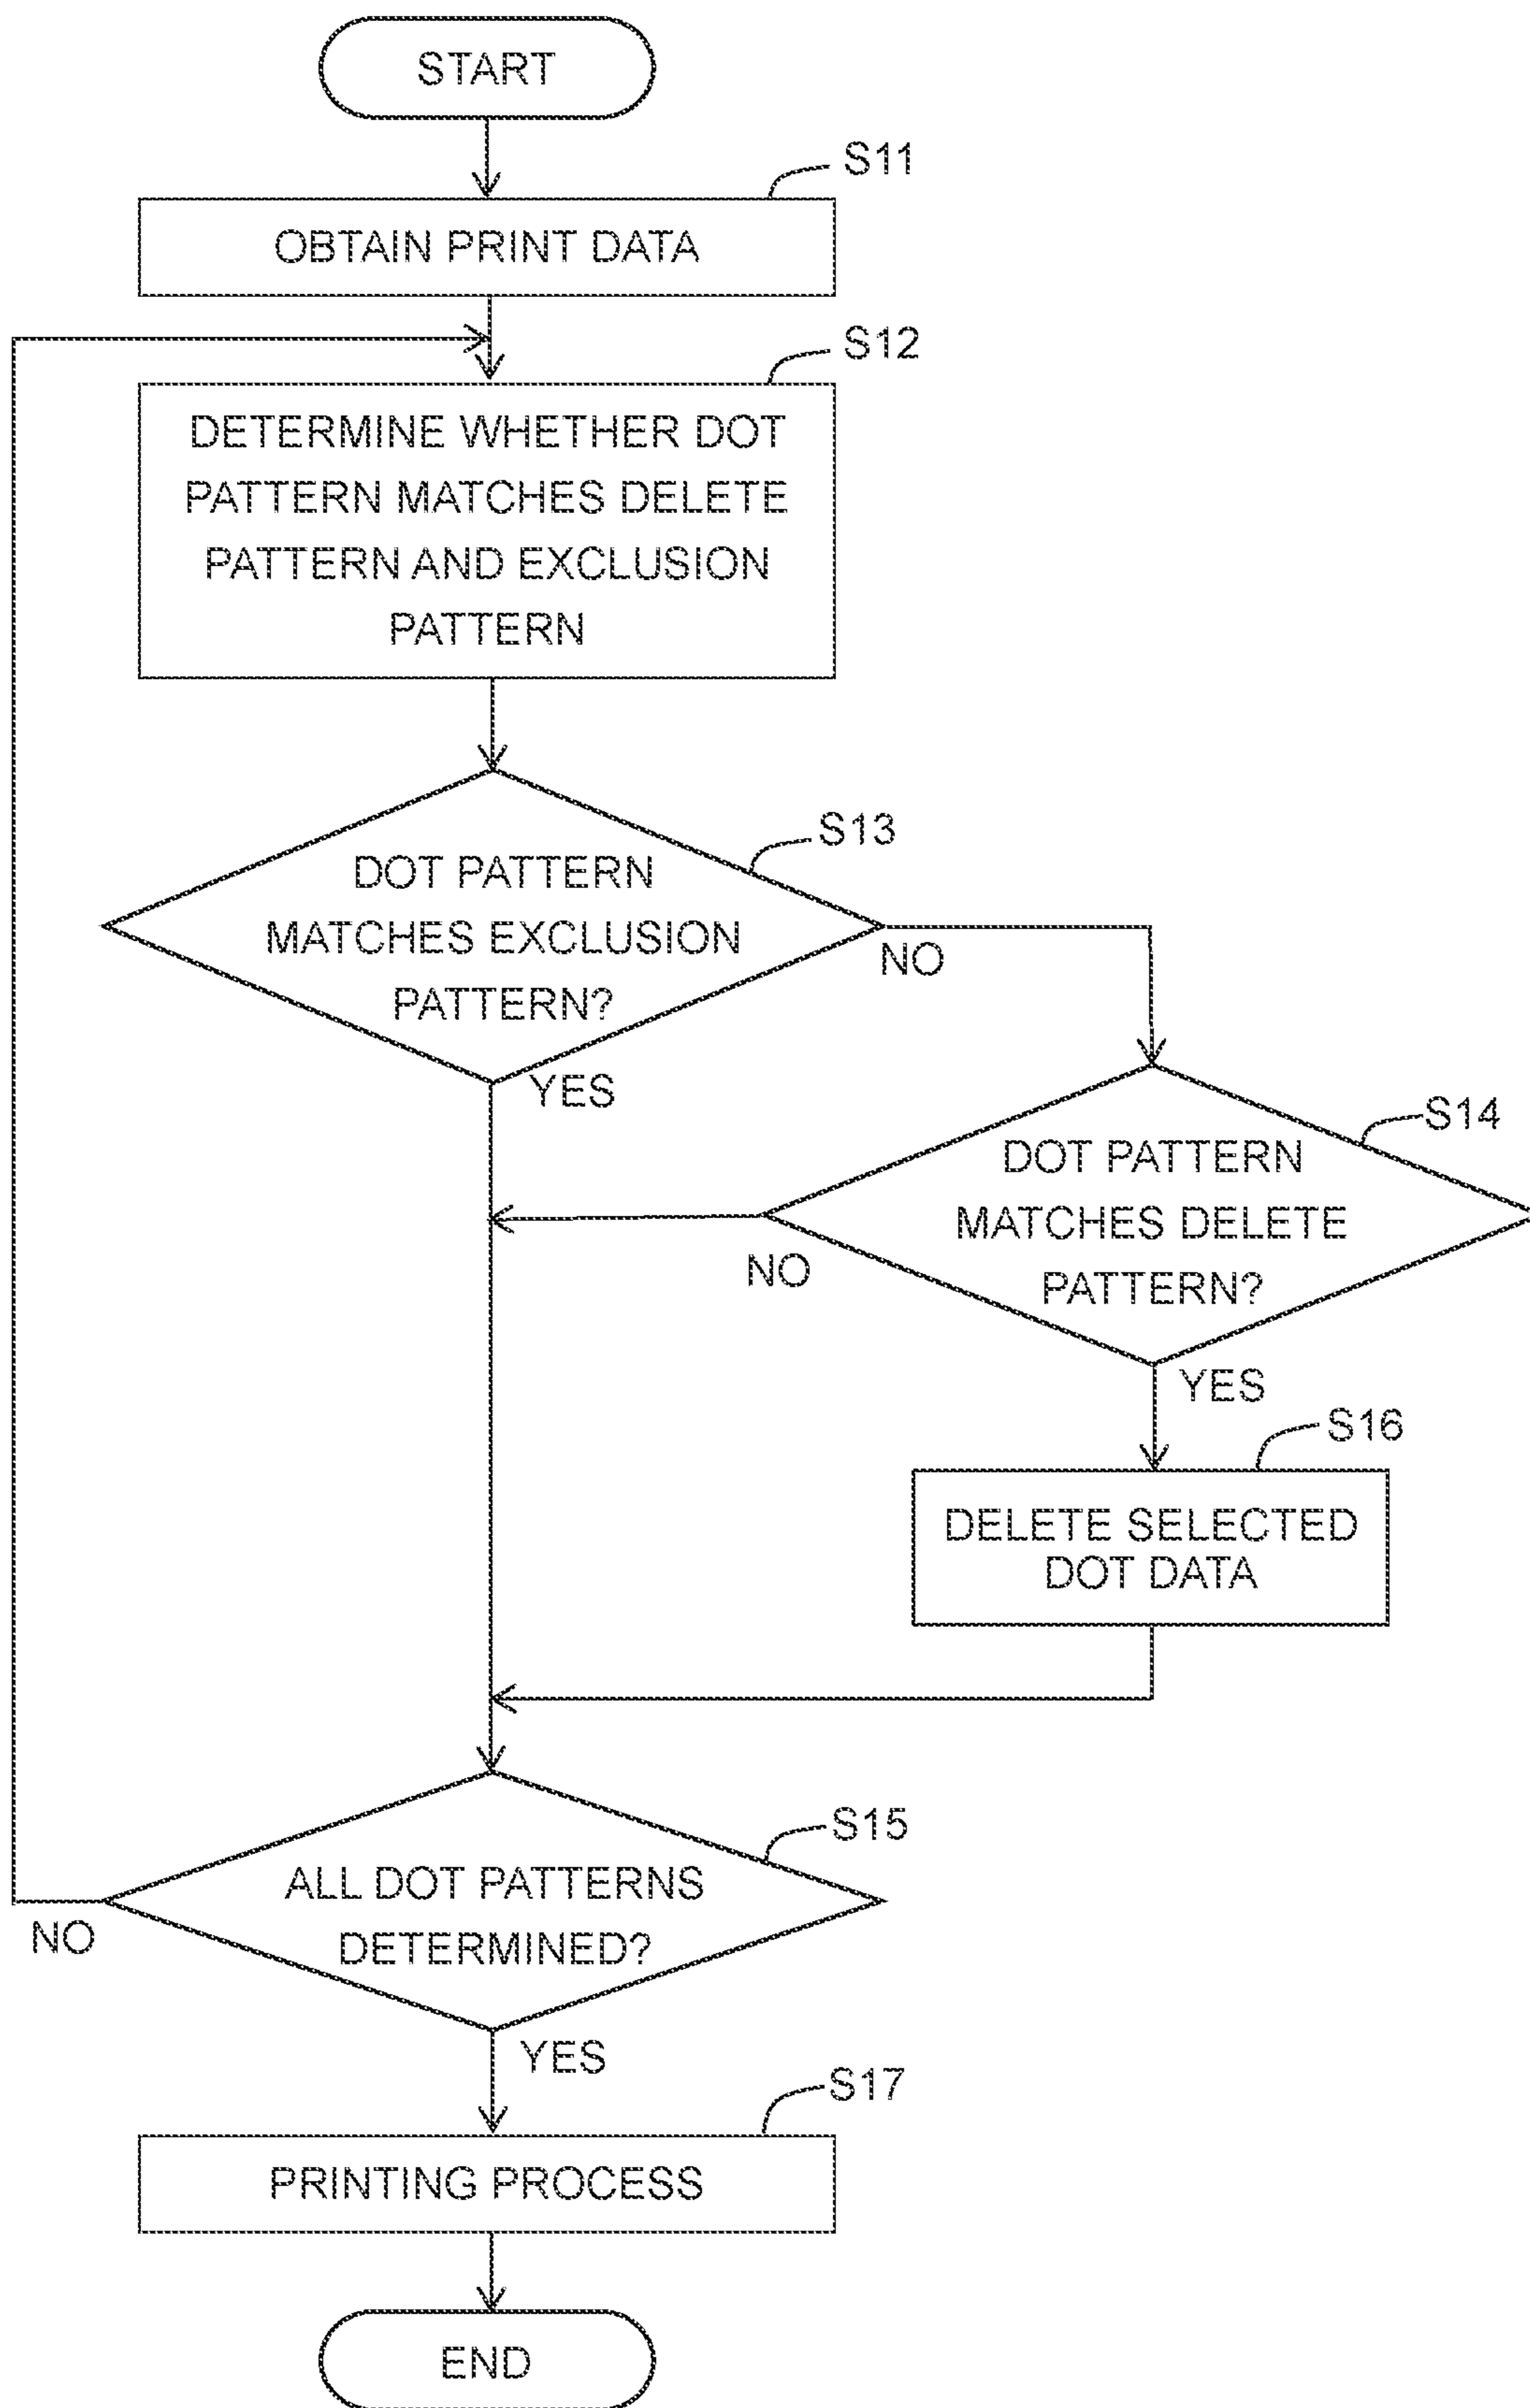 START
S11
OBTAIN PRINT DATA
S12
DETERMINE WHETHER DOT
PATTERN MATCHES DELETE
PATTERN AND EXCLUSION
PATTERN
S13
DOT PATTERN
MATCHES EXCLUSION
PATTERN?
NO
YES
S14
DOT PATTERN
MATCHES DELETE
PATTERN?
NO
YES
S16
DELETE SELECTED
DOT DATA
S15
ALL DOT PATTERNS
DETERMINED?
NO
YES
S17
PRINTING PROCESS
END